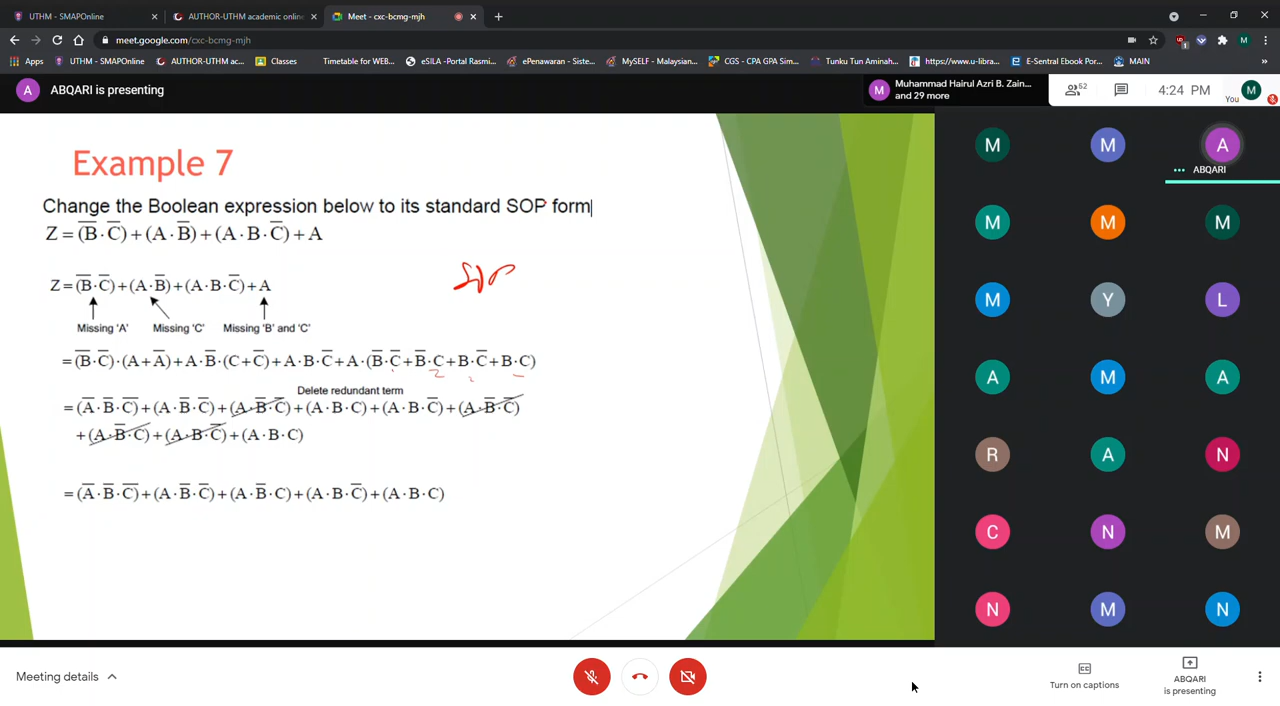 UTHM - SMAPOnline
AUTHOR-UTHM academic online
Meet - cxc-bcmg-mjh
meet.google.com/cxc-bcmg-mjh
M
Apps
UTHM - SMAPOnline
AUTHOR-UTHM ac...
Classes
Timetable for WEB...
eSILA -Portal Rasmi...
ePenawaran - Siste...
MySELF - Malaysian...
CGS - CPA GPA Sim...
Tunku Tun Aminah...
https://www.u-libra...
E-Sentral Ebook Por...
MAIN
»
A ABQARI is presenting
M Muhammad Hairul Azri B. Zain...
and 29 more
52
4:24 PM
You M
Example 7
Change the Boolean expression below to its standard SOP form
Z = (B̅·C̅) + (A·B̅) + (A·B·C̅) + A
Z = (B̅·C̅)+(A·B̅)+(A·B·C̅)+A
Missing 'A' Missing 'C' Missing 'B' and 'C'
= (B̅·C̅)·(A+A̅)+A·B̅·(C+C̅)+A·B·C̅+A·(B̅·C̅+B̅·C+B·C̅+B·C)
Delete redundant term
= (A̅·B̅·C̅)+(A·B̅·C̅)+(A·B̅·C̅)+(A·B·C)+(A·B·C̅)+(A·B̅·C̅)
+(A·B̅·C)+(A·B·C̅)+(A·B·C)
= (A̅·B̅·C̅)+(A·B̅·C̅)+(A·B̅·C)+(A·B·C̅)+(A·B·C)
M M A
ABQARI
M M M
M Y L
A M A
R A N
C N M
N M N
Meeting details
Turn on captions
ABQARI
is presenting